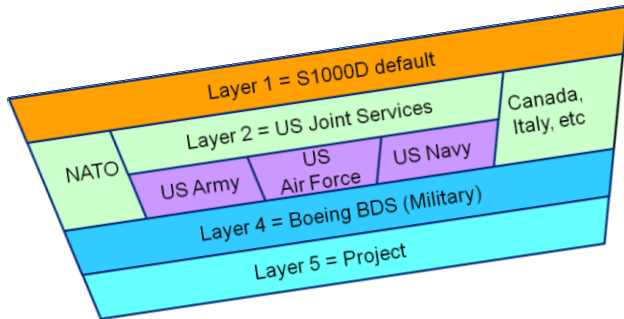 Layer 1 = S1000D default
NATO
Layer 2 = US Joint Services
Canada,
Italy, etc
US Army
US
Air Force
US Navy
Layer 4 = Boeing BDS (Military)
Layer 5 = Project